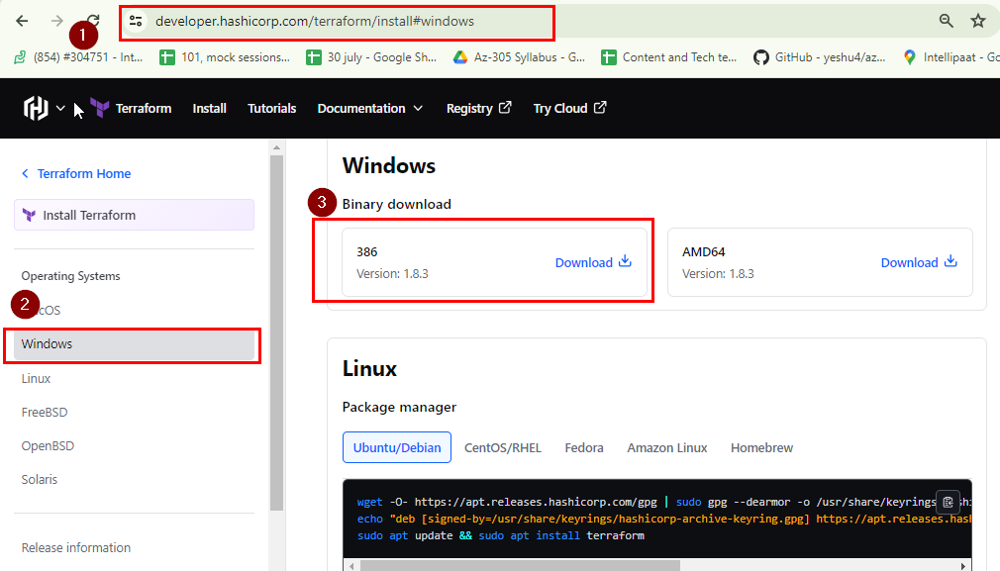 1
developer.hashicorp.com/terraform/install#windows
(854) #304751 - Int...
101, mock sessions...
30 july - Google Sh...
Az-305 Syllabus - G...
Content and Tech te...
GitHub - yeshu4/az...
Intellipaat - Go
Terraform
Install
Tutorials
Documentation
Registry
Try Cloud
Terraform Home
Install Terraform
Operating Systems
2
cOS
Windows
Linux
FreeBSD
OpenBSD
Solaris
Release information
Windows
3
Binary download
386
Version: 1.8.3
Download
AMD64
Version: 1.8.3
Download
Linux
Package manager
Ubuntu/Debian
CentOS/RHEL
Fedora
Amazon Linux
Homebrew
wget -O- https://apt.releases.hashicorp.com/gpg | sudo gpg --dearmor -o /usr/share/keyrings
echo "deb [signed-by=/usr/share/keyrings/hashicorp-archive-keyring.gpg] https://apt.releases.hash
sudo apt update && sudo apt install terraform